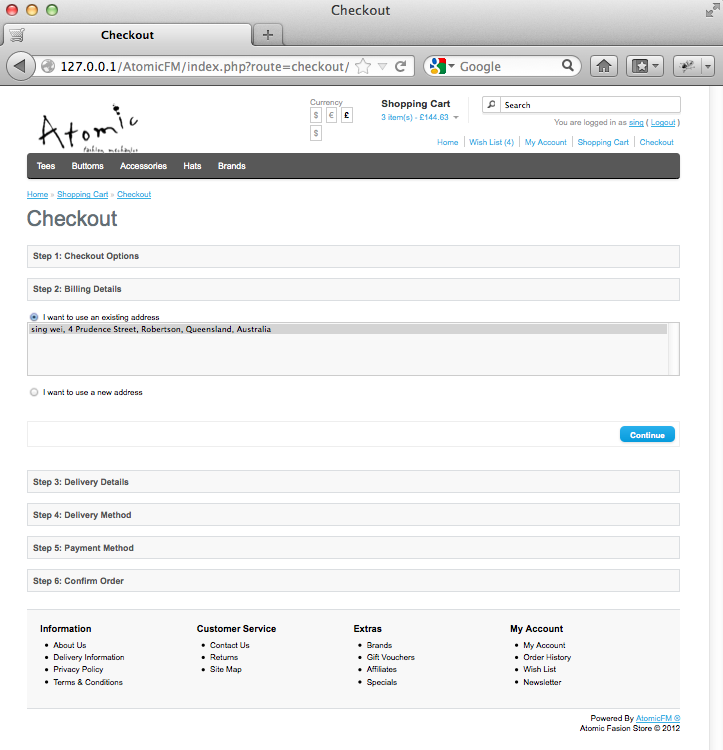 Checkout
Checkout
127.0.0.1/AtomicFM/index.php?route=checkout/
Google
Atomic
fashion mechanics
Currency
$ € £
$
Shopping Cart
3 item(s) - £144.63
Search
You are logged in as sing ( Logout )
Home Wish List (4) My Account Shopping Cart Checkout
Tees Buttoms Accessories Hats Brands
Home » Shopping Cart » Checkout
Checkout
Step 1: Checkout Options
Step 2: Billing Details
I want to use an existing address
sing wei, 4 Prudence Street, Robertson, Queensland, Australia
I want to use a new address
Continue
Step 3: Delivery Details
Step 4: Delivery Method
Step 5: Payment Method
Step 6: Confirm Order
Information
About Us
Delivery Information
Privacy Policy
Terms & Conditions
Customer Service
Contact Us
Returns
Site Map
Extras
Brands
Gift Vouchers
Affiliates
Specials
My Account
My Account
Order History
Wish List
Newsletter
Powered By AtomicFM ®
Atomic Fasion Store © 2012